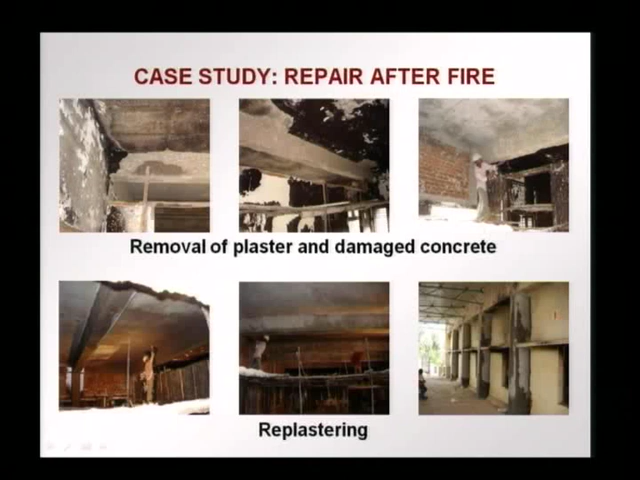 CASE STUDY: REPAIR AFTER FIRE
Removal of plaster and damaged concrete
Replastering